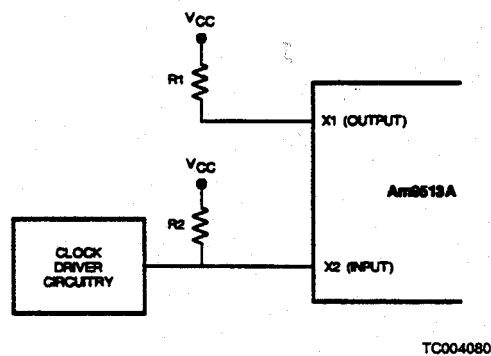 VCC
R1
X1 (OUTPUT)
VCC
Am9513A
R2
CLOCK
DRIVER
CIRCUITRY
X2 (INPUT)
TC004080